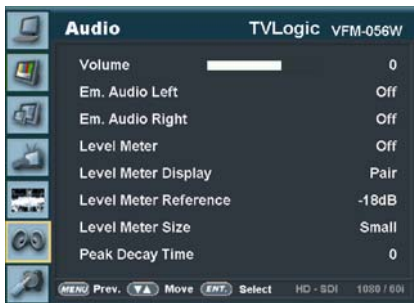 Audio TVLogic VFM-056W
Volume 0
Em. Audio Left Off
Em. Audio Right Off
Level Meter Off
Level Meter Display Pair
Level Meter Reference -18dB
Level Meter Size Small
Peak Decay Time 0
MENU Prev. ▼▲ Move ENT. Select HD - SDI 1080 / 60i